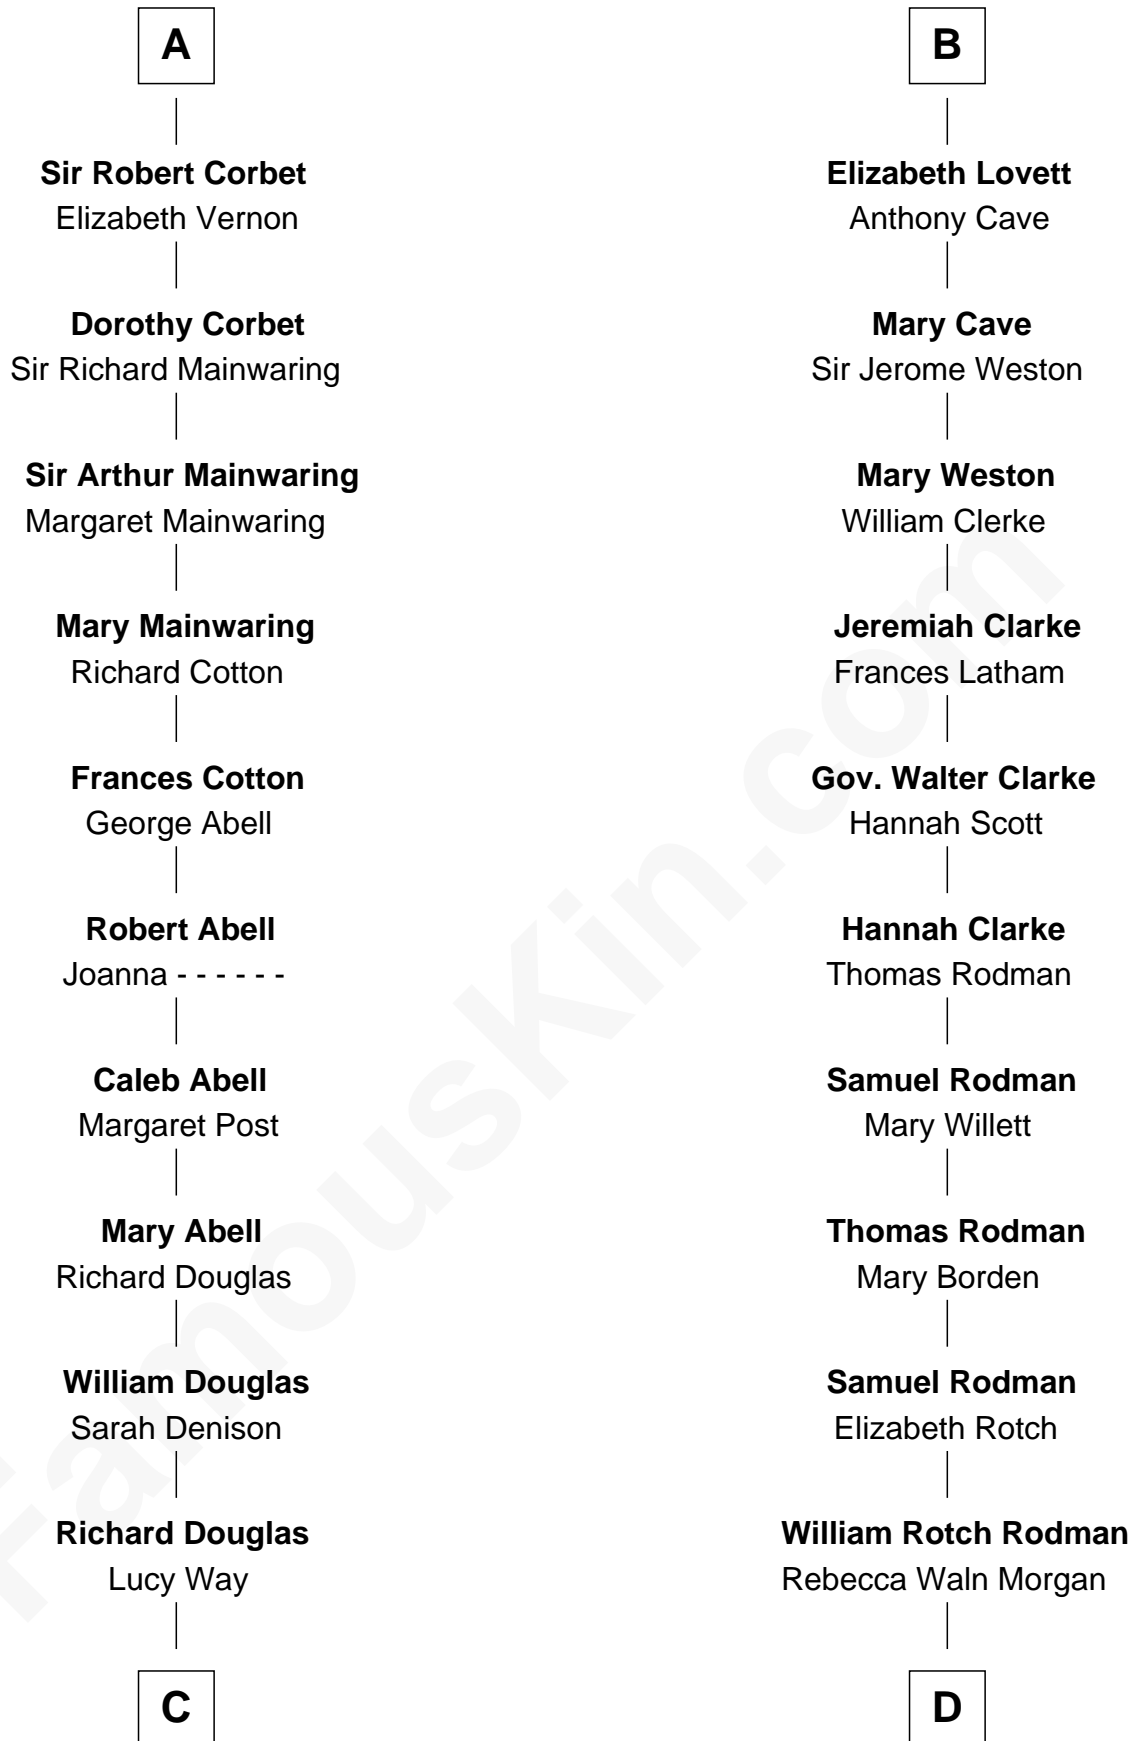 A
Sir Robert Corbet
Elizabeth Vernon
Dorothy Corbet
Sir Richard Mainwaring
Sir Arthur Mainwaring
Margaret Mainwaring
Mary Mainwaring
Richard Cotton
Frances Cotton
George Abell
Robert Abell
Joanna - - - - - -
Caleb Abell
Margaret Post
Mary Abell
Richard Douglas
William Douglas
Sarah Denison
Richard Douglas
Lucy Way
C
B
Elizabeth Lovett
Anthony Cave
Mary Cave
Sir Jerome Weston
Mary Weston
William Clerke
Jeremiah Clarke
Frances Latham
Gov. Walter Clarke
Hannah Scott
Hannah Clarke
Thomas Rodman
Samuel Rodman
Mary Willett
Thomas Rodman
Mary Borden
Samuel Rodman
Elizabeth Rotch
William Rotch Rodman
Rebecca Waln Morgan
D
FamousKin.com